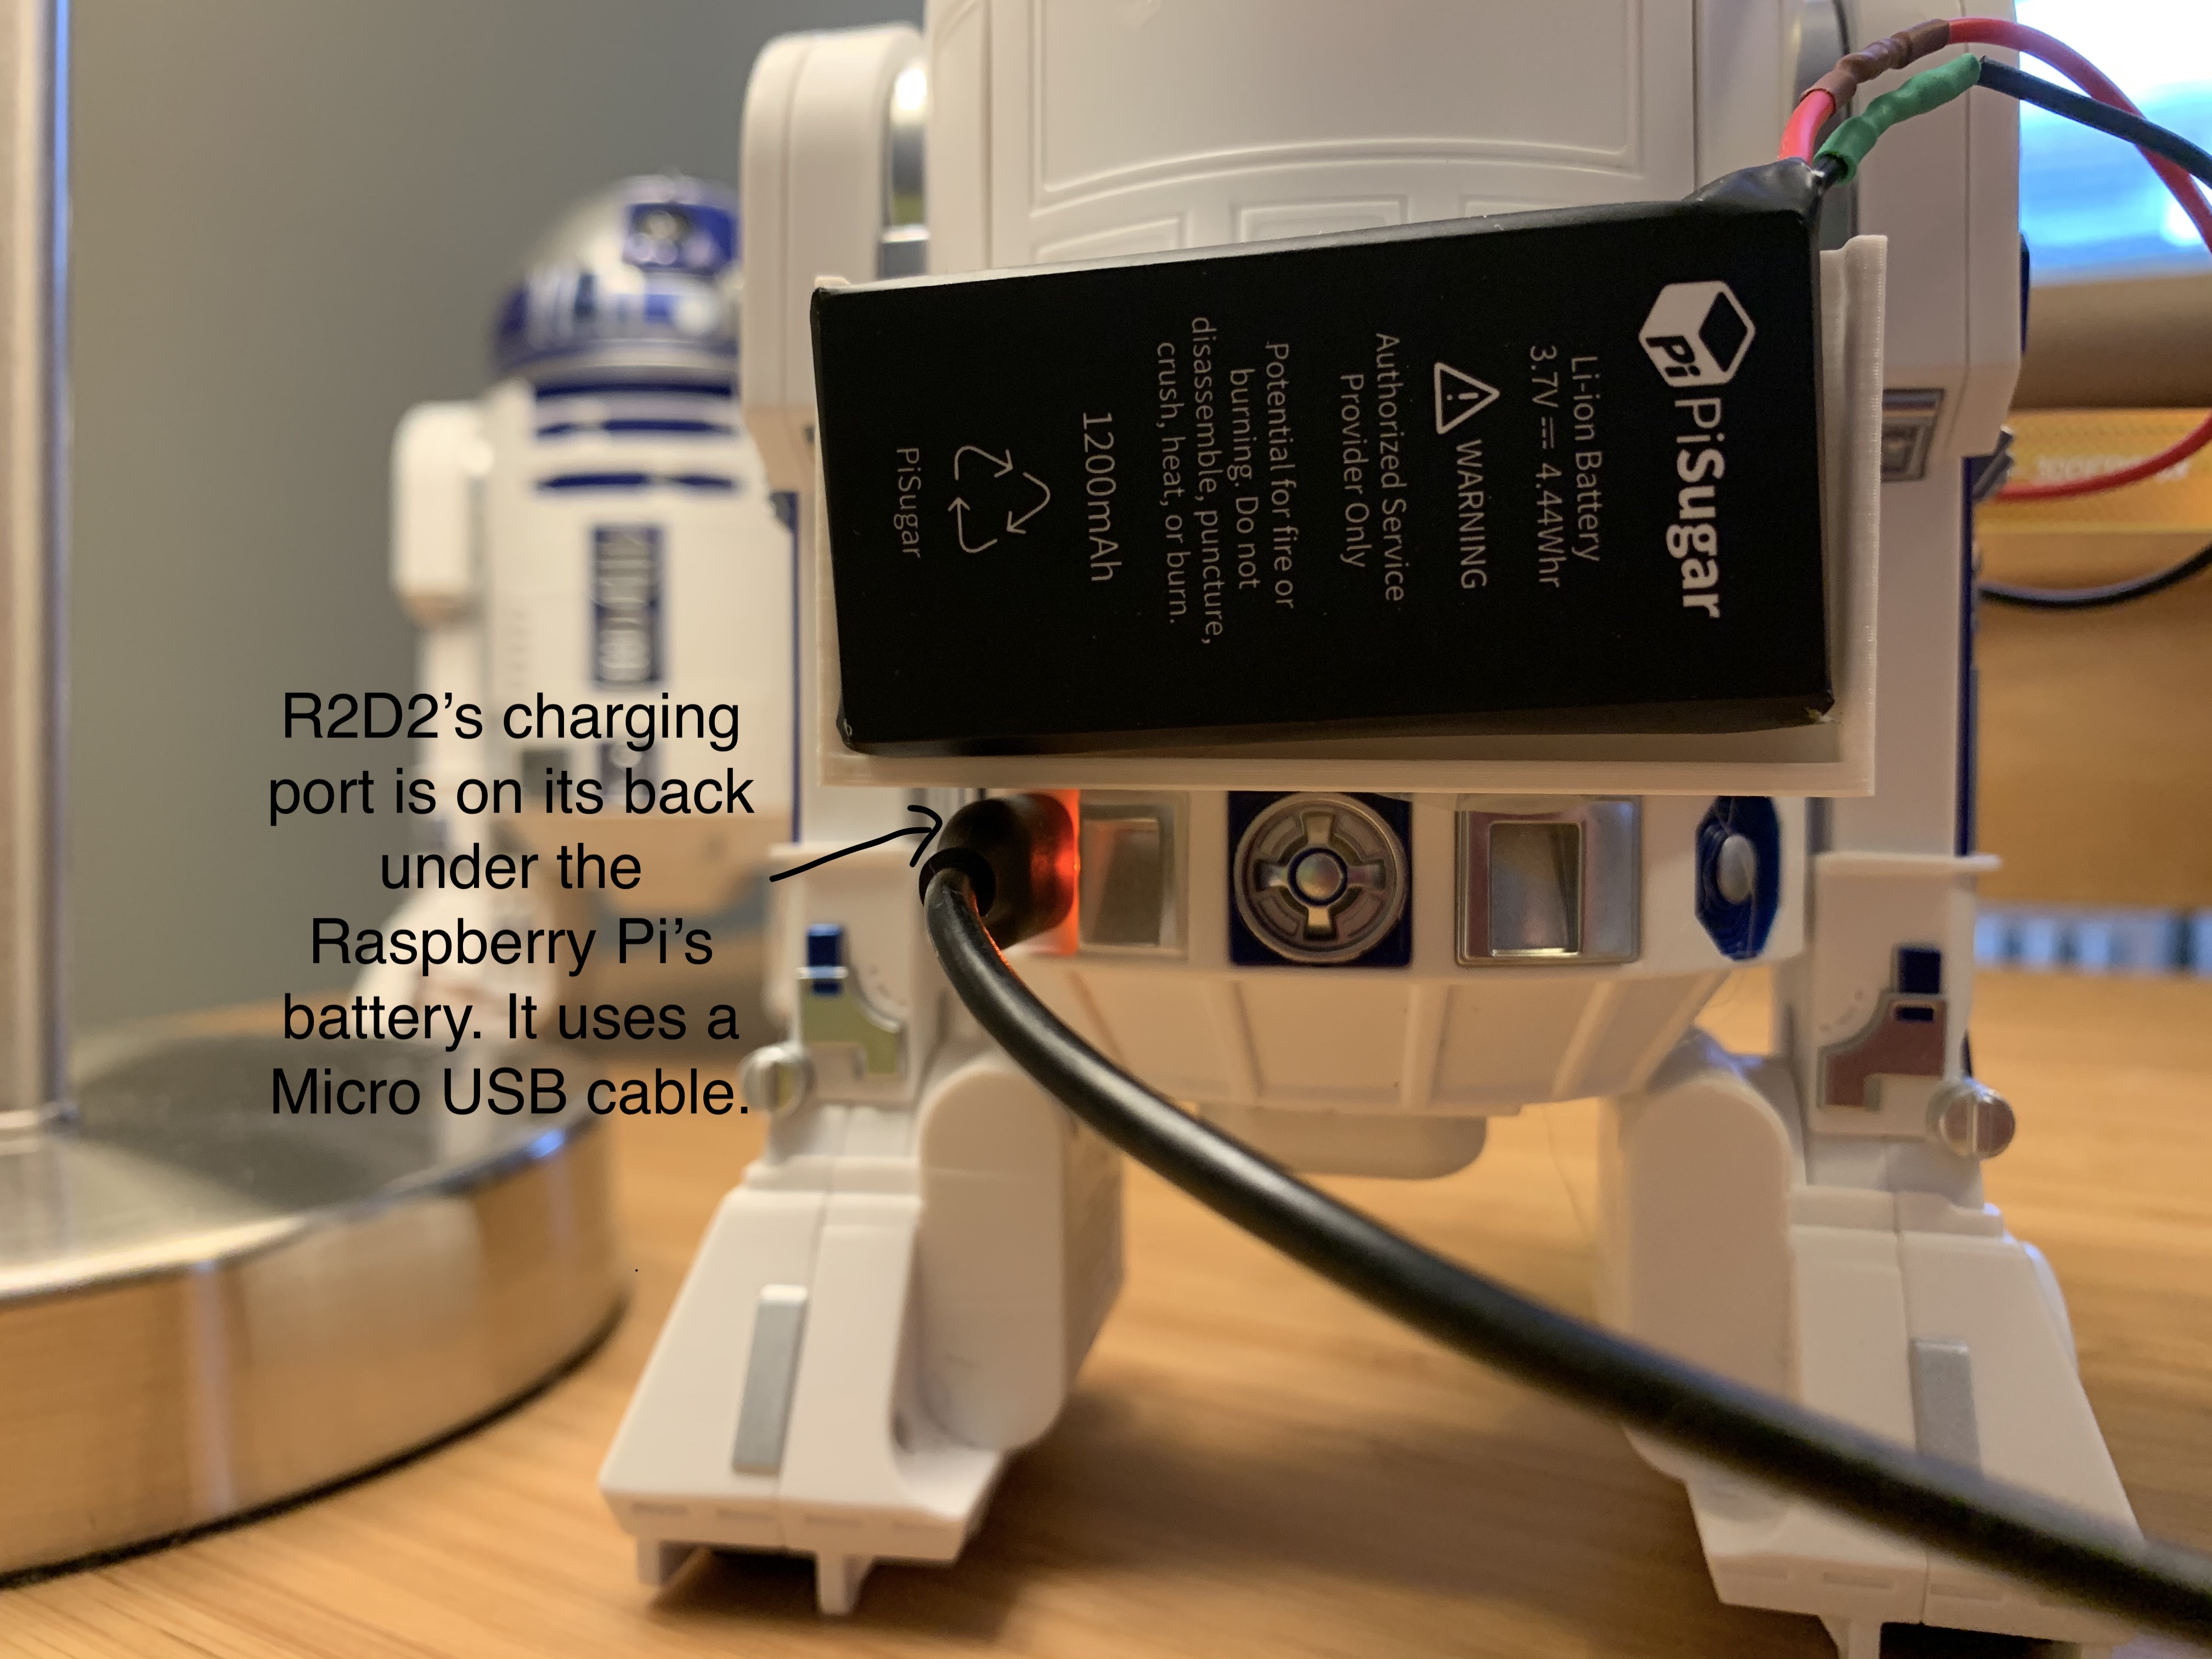 R2D2’s charging
port is on its back
under the
Raspberry Pi’s
battery. It uses a
Micro USB cable.
Pi PiSugar
Li-ion Battery
3.7V⎓ 4.44Whr
WARNING
Authorized Service
Provider Only
Potential for fire or
burning. Do not
disassemble, puncture,
crush, heat, or burn.
1200mAh
PiSugar